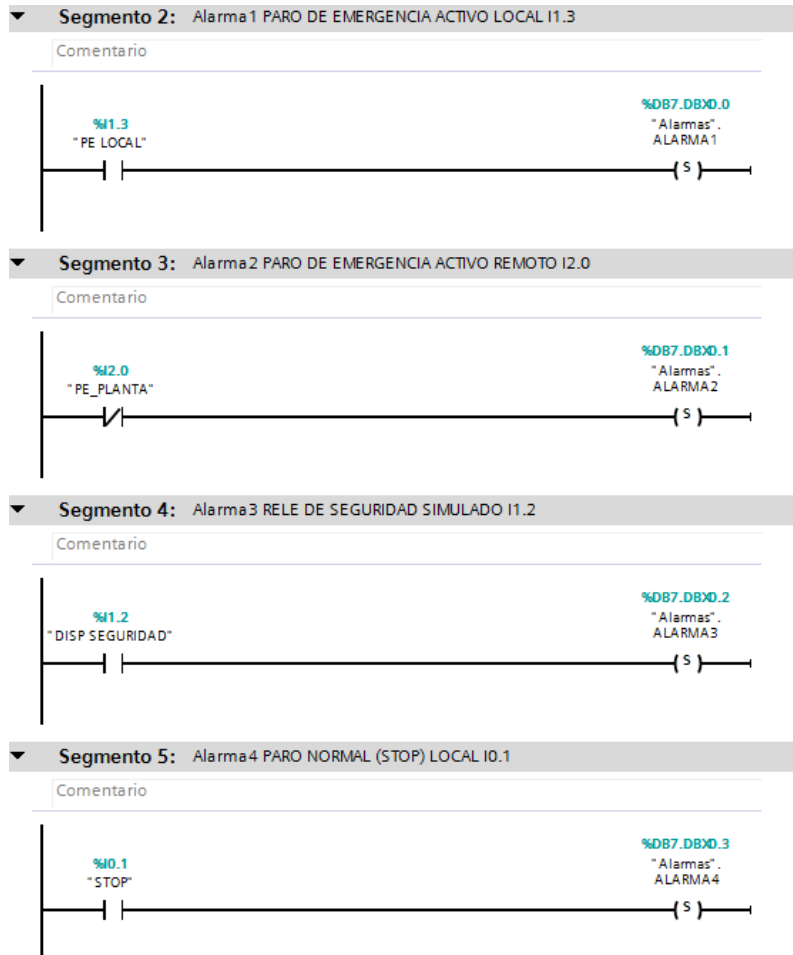 Segmento 2: Alarma1 PARO DE EMERGENCIA ACTIVO LOCAL I1.3
Comentario
%DB7.DBX0.0
%I1.3
"Alarmas".
"PE LOCAL"
ALARMA1
S
Segmento 3: Alarma2 PARO DE EMERGENCIA ACTIVO REMOTO I2.0
Comentario
%DB7.DBX0.1
%I2.0
"Alarmas".
"PE_PLANTA"
ALARMA2
S
Segmento 4: Alarma3 RELE DE SEGURIDAD SIMULADO I1.2
Comentario
%DB7.DBX0.2
%I1.2
"Alarmas".
"DISP SEGURIDAD"
ALARMA3
S
Segmento 5: Alarma4 PARO NORMAL (STOP) LOCAL I0.1
Comentario
%DB7.DBX0.3
%I0.1
"Alarmas".
"STOP"
ALARMA4
S